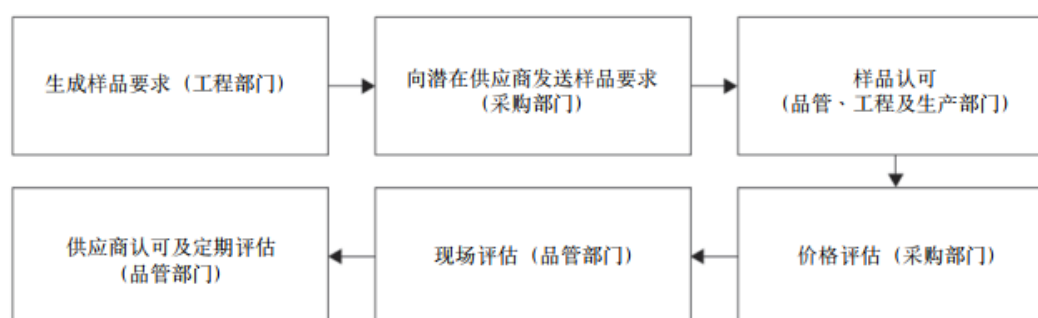 生成样品要求（工程部门）
向潜在供应商发送样品要求
（采购部门）
样品认可
（品管、工程及生产部门）
价格评估（采购部门）
现场评估（品管部门）
供应商认可及定期评估
（品管部门）